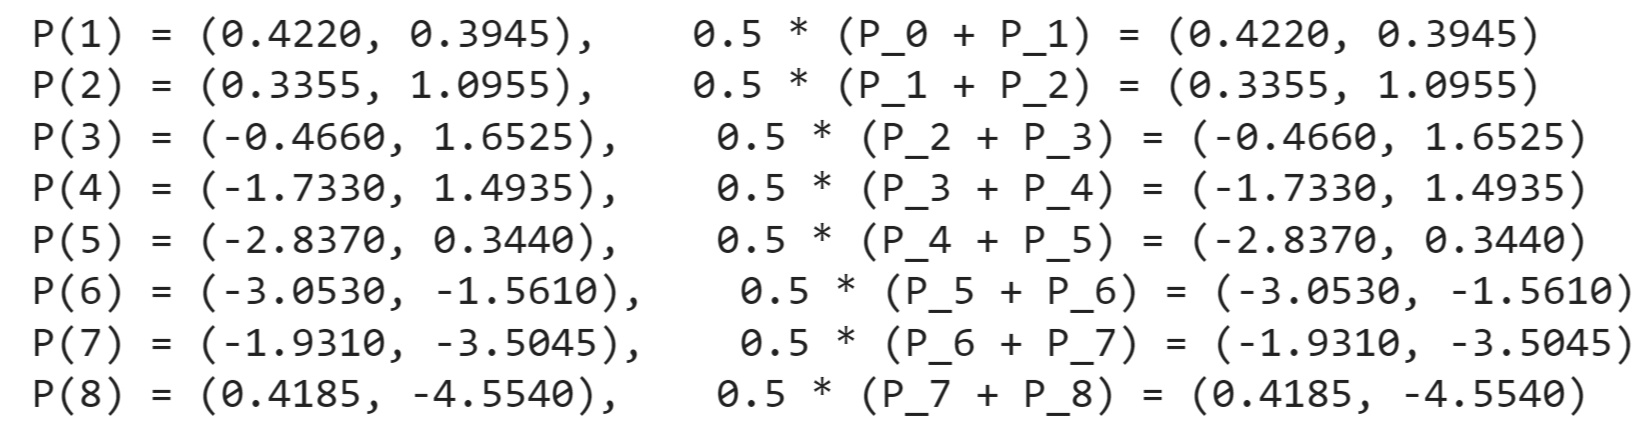 P(1) = (0.4220, 0.3945),    0.5 * (P_0 + P_1) = (0.4220, 0.3945)
P(2) = (0.3355, 1.0955),    0.5 * (P_1 + P_2) = (0.3355, 1.0955)
P(3) = (-0.4660, 1.6525),    0.5 * (P_2 + P_3) = (-0.4660, 1.6525)
P(4) = (-1.7330, 1.4935),    0.5 * (P_3 + P_4) = (-1.7330, 1.4935)
P(5) = (-2.8370, 0.3440),    0.5 * (P_4 + P_5) = (-2.8370, 0.3440)
P(6) = (-3.0530, -1.5610),    0.5 * (P_5 + P_6) = (-3.0530, -1.5610)
P(7) = (-1.9310, -3.5045),    0.5 * (P_6 + P_7) = (-1.9310, -3.5045)
P(8) = (0.4185, -4.5540),    0.5 * (P_7 + P_8) = (0.4185, -4.5540)